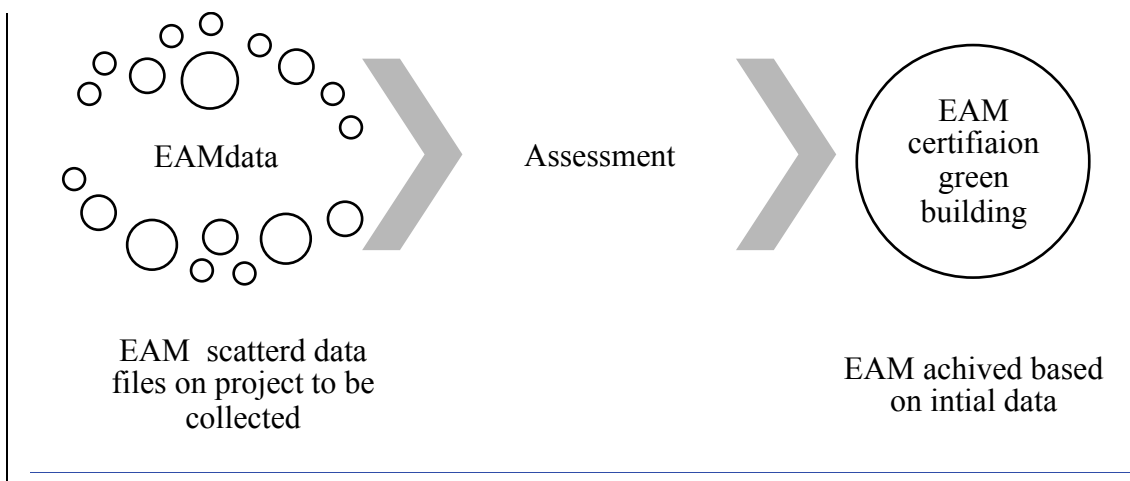 EAMdata
Assessment
EAM
certifiaion
green
building
EAM scatterd data
files on project to be
collected
EAM achived based
on intial data